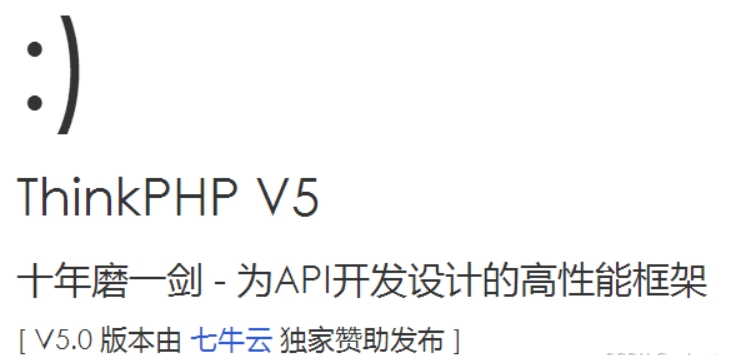 :)
ThinkPHP V5
十年磨一剑 - 为API开发设计的高性能框架
[ V5.0 版本由 七牛云 独家赞助发布 ]